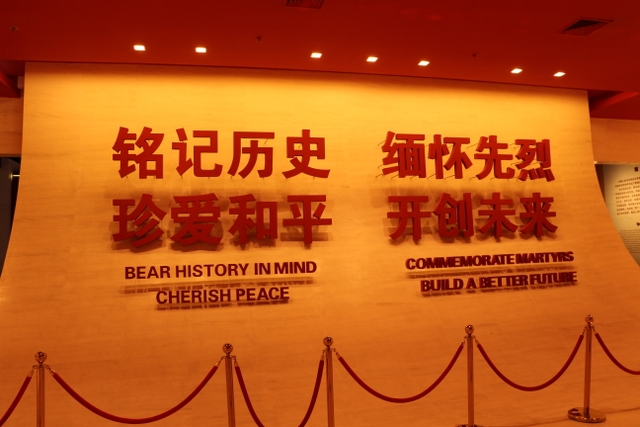 铭记历史 缅怀先烈
珍爱和平 开创未来
BEAR HISTORY IN MIND
CHERISH PEACE
COMMEMORATE MARTYRS
BUILD A BETTER FUTURE